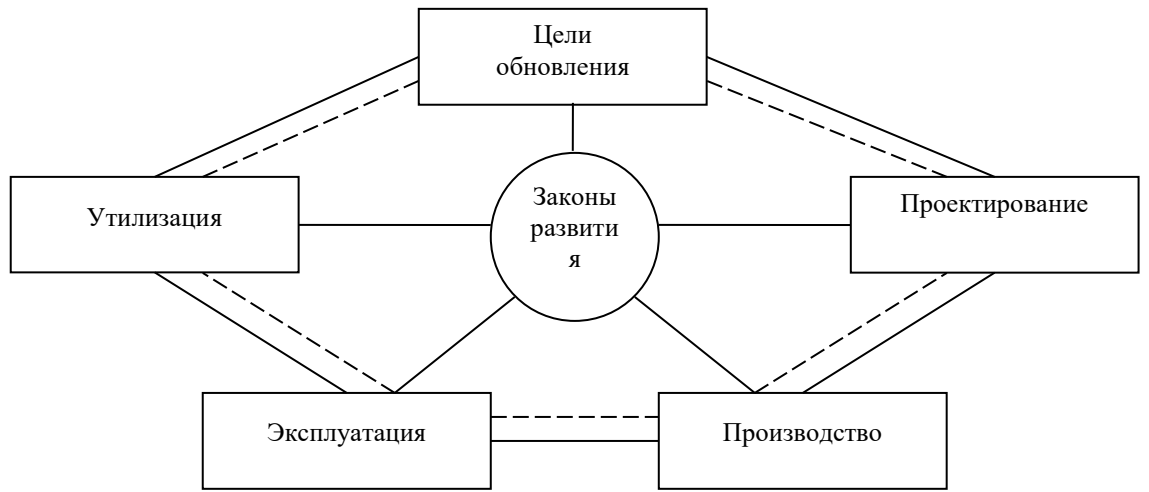 Цели
обновления
Законы
развити
я
Утилизация
Проектирование
Эксплуатация
Производство